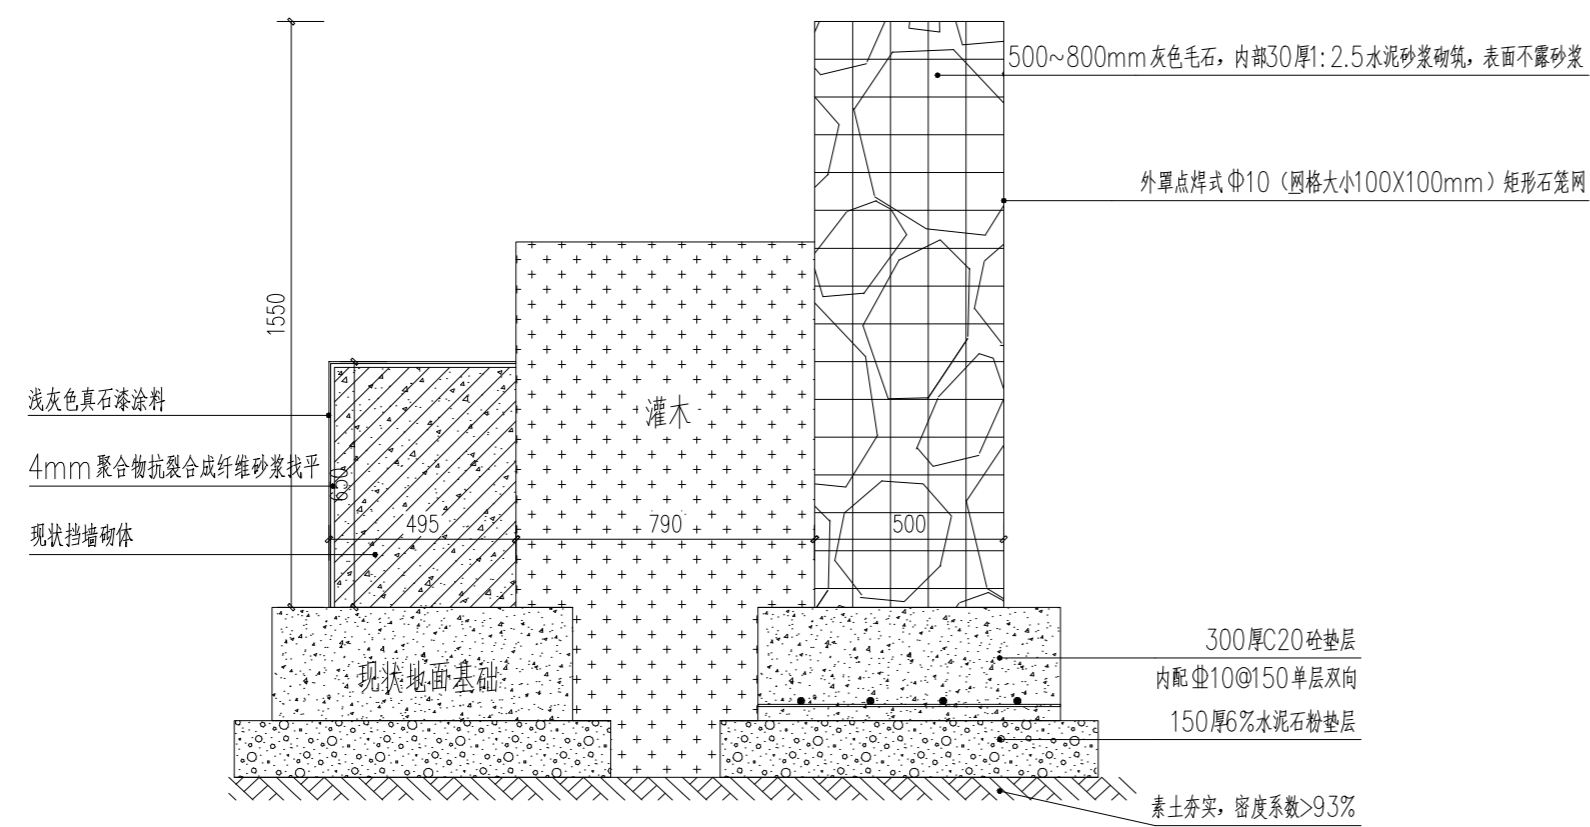 500~800mm灰色毛石，内部30厚1:2.5水泥砂浆砌筑，表面不露砂浆
外罩点焊式Φ10（网格大小100X100mm）矩形石笼网
1550
浅灰色真石漆涂料
灌木
4mm聚合物抗裂合成纤维砂浆找平
650
495
790
500
现状挡墙砌体
300厚C20砼垫层
现状地面基础
内配Φ10@150单层双向
150厚6%水泥石粉垫层
素土夯实，密度系数>93%